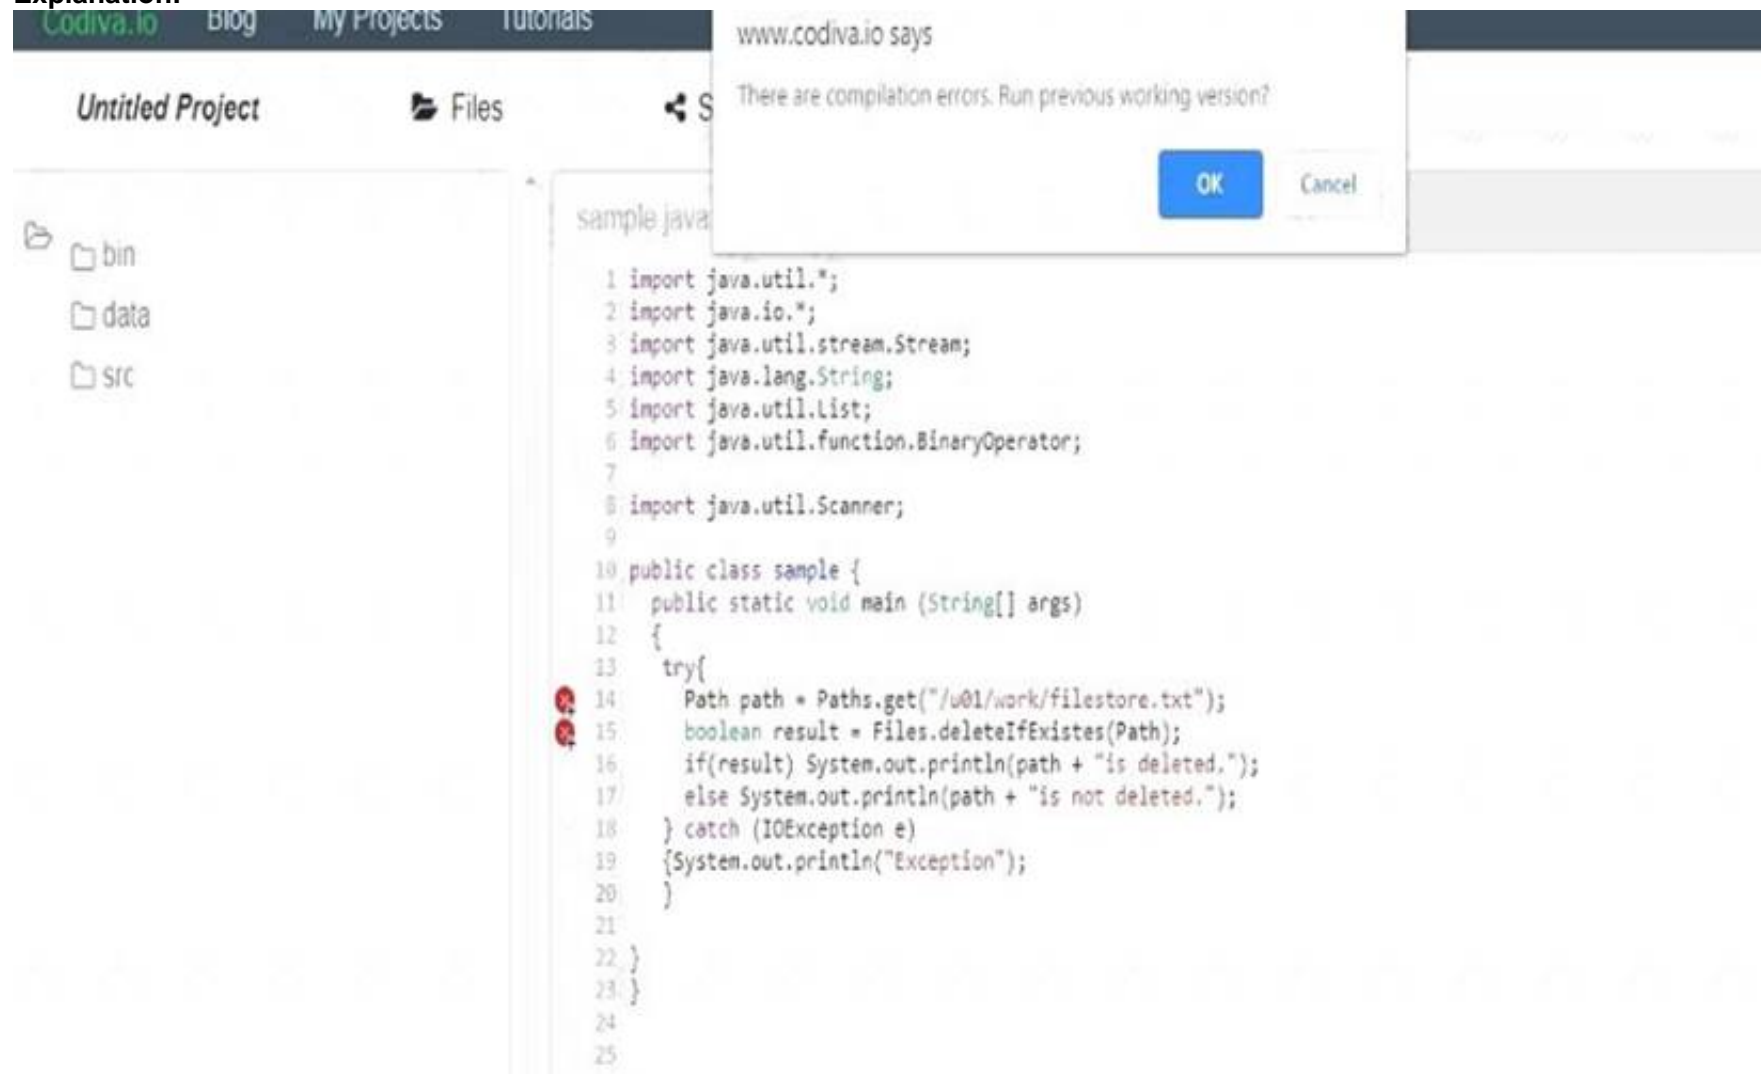 Explanation:
Codiva.io Blog My Projects Tutorials
www.codiva.io says
There are compilation errors. Run previous working version?
OK Cancel
Untitled Project Files S
bin
data
src
sample java
1 import java.util.*;
2 import java.io.*;
3 import java.util.stream.Stream;
4 import java.lang.String;
5 import java.util.List;
6 import java.util.function.BinaryOperator;
7
8 import java.util.Scanner;
9
10 public class sample {
11 public static void main (String[] args)
12 {
13 try{
14 Path path = Paths.get("/u01/work/filestore.txt");
15 boolean result = Files.deleteIfExistes(Path);
16 if(result) System.out.println(path + "is deleted.");
17 else System.out.println(path + "is not deleted.");
18 } catch (IOException e)
19 {System.out.println("Exception");
20 }
21
22 }
23 }
24
25